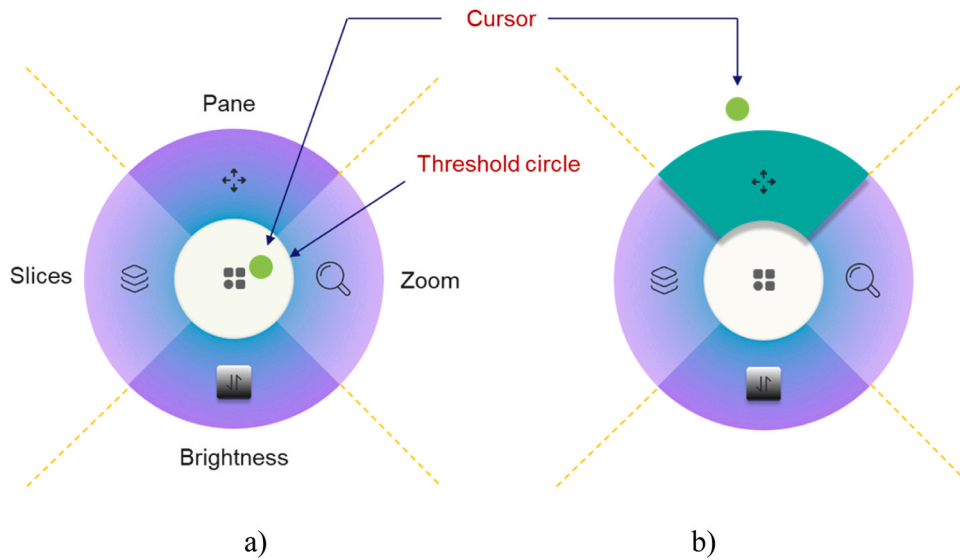 Cursor
Pane
Threshold circle
Slices
Zoom
Brightness
a)
b)